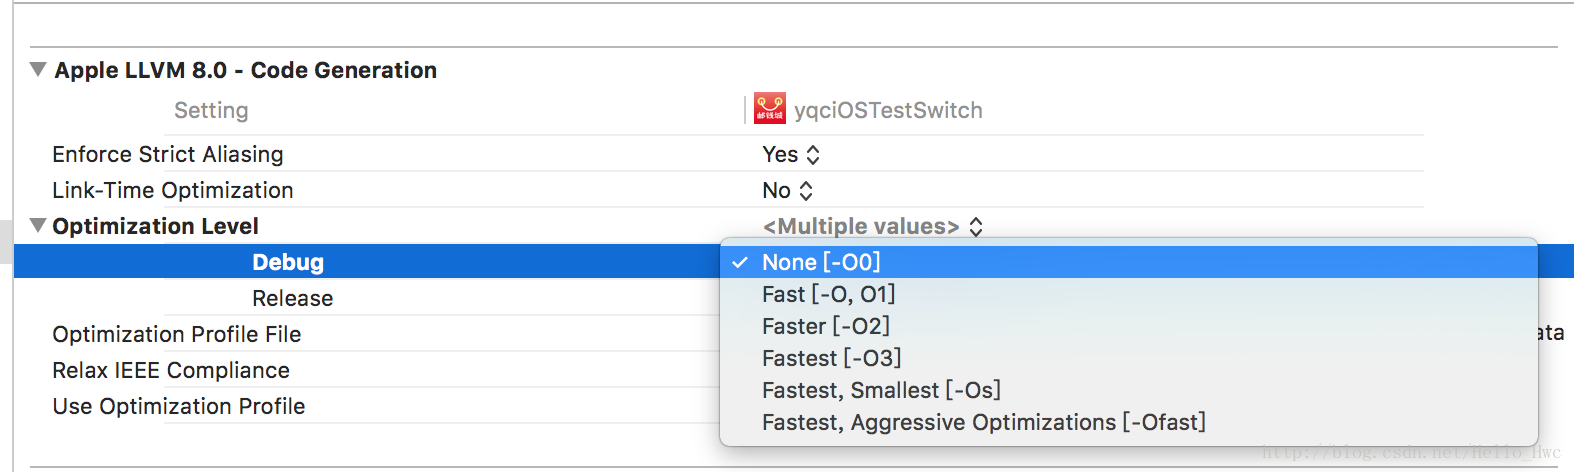 Apple LLVM 8.0 - Code Generation
Setting
邮钱城 yqciOSTestSwitch
Enforce Strict Aliasing Yes
Link-Time Optimization No
Optimization Level <Multiple values>
Debug None [-O0]
Release Fast [-O, O1]
Faster [-O2]
Optimization Profile File ata
Fastest [-O3]
Relax IEEE Compliance
Fastest, Smallest [-Os]
Use Optimization Profile
Fastest, Aggressive Optimizations [-Ofast]
http://blog.csdn.net/Hello_Hwc